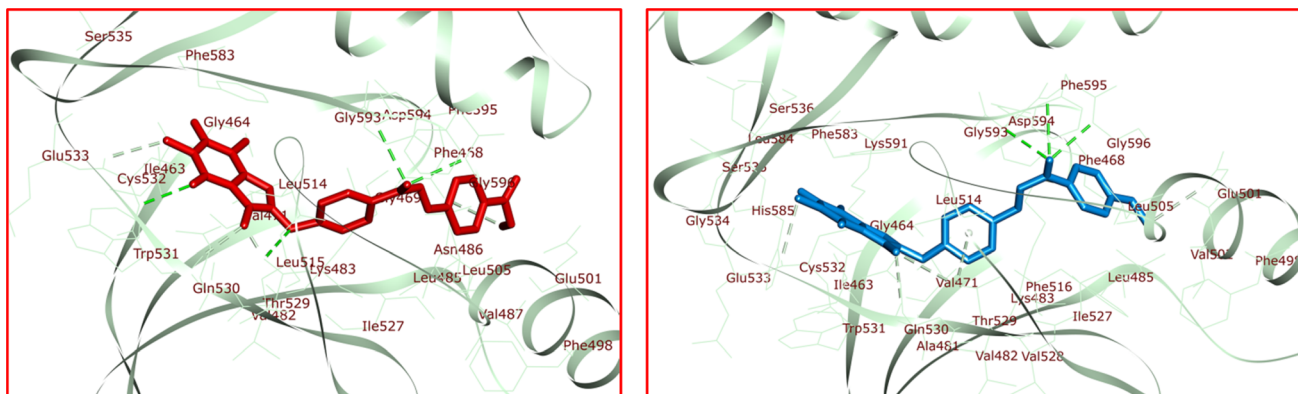 Ser535
Phe583
Gly593 Asp594 Phe595
Gly464
Glu533
Ile463
Cys532
Phe468
Leu514
Gly469
Gly596
Trp531
Asn486
Leu515
Lys483
Leu485
Leu505
Glu501
Gln530
Thr529
Val482
Ile527
Val487
Phe498
Phe595
Ser536
Asp594
Leu584
Phe583
Gly593
Lys591
Gly596
Phe468
Ser535
Glu501
Leu514
Leu505
Gly534
His585
Gly464
Glu533
Cys532
Ile463
Val471
Phe516
Lys483
Leu485
Trp531
Gln530
Thr529
Ile527
Ala481
Val482
Val528